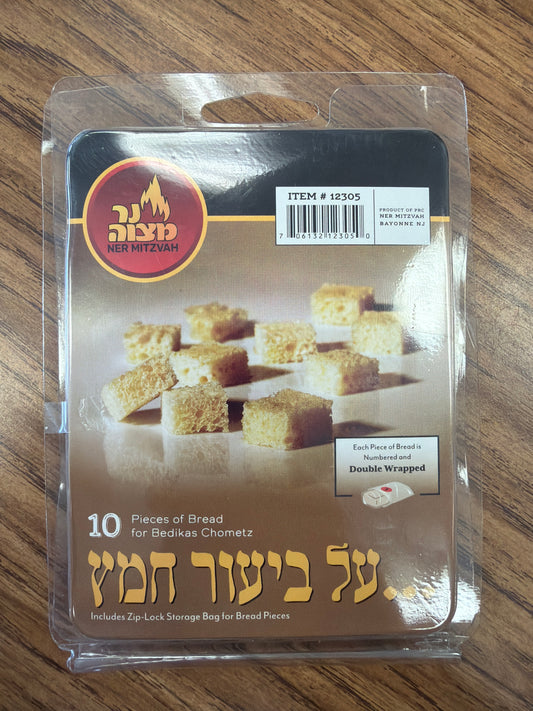 נר
מצוה
NER MITZVAH
ITEM # 12305
7 06132 12305 0
PRODUCT OF PRC
NER MITZVAH
BAYONNE NJ
Each Piece of Bread is
Numbered and
Double Wrapped
10 Pieces of Bread
for Bedikas Chometz
על ביעור חמץ...
Includes Zip-Lock Storage Bag for Bread Pieces